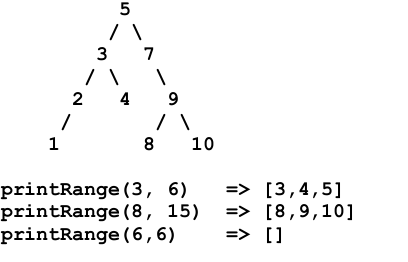 5
/ \
3 7
/ \ \
2 4 9
/ / \
1 8 10
printRange(3, 6) => [3,4,5]
printRange(8, 15) => [8,9,10]
printRange(6,6) => []